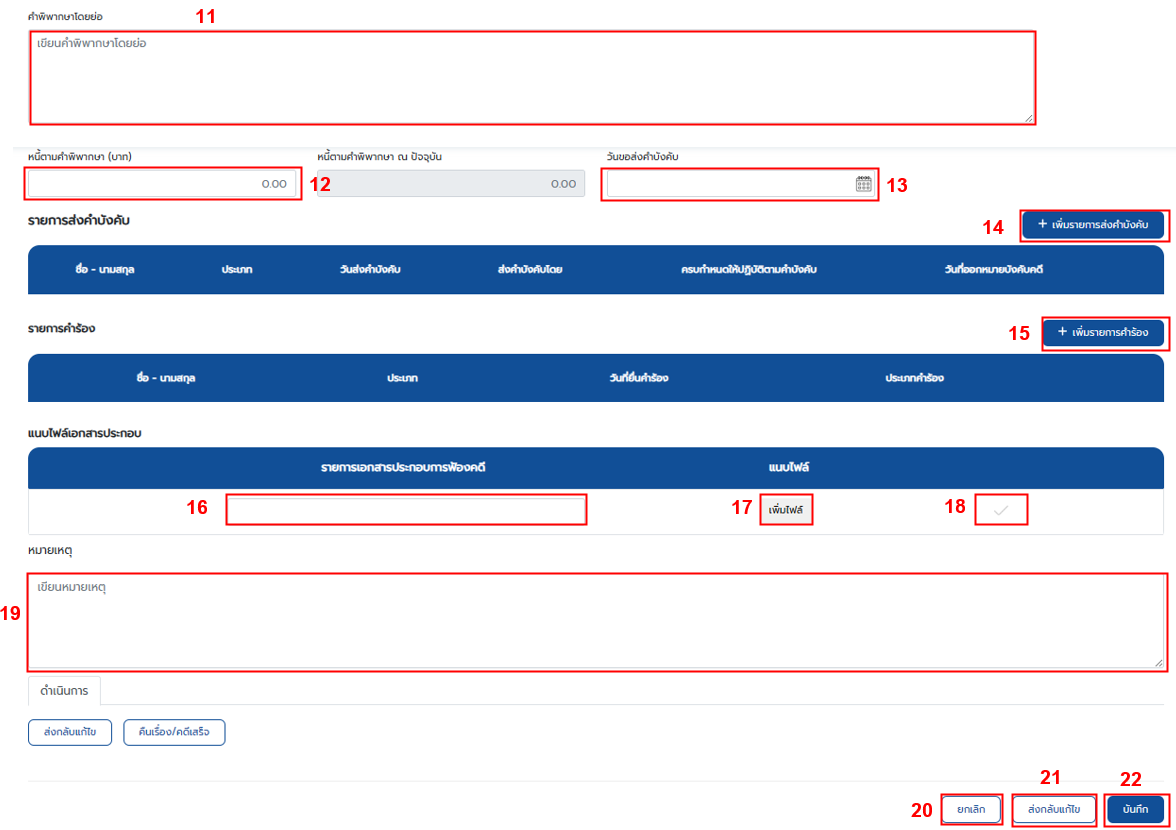 คำพิพากษาโดยย่อ 11
เขียนคำพิพากษาโดยย่อ
หนี้ตามคำพิพากษา (บาท) หนี้ตามคำพิพากษา ณ ปัจจุบัน วันขอส่งคำบังคับ
0.00 12 0.00 13
รายการส่งคำบังคับ 14 + เพิ่มรายการส่งคำบังคับ
ชื่อ - นามสกุล ประเภท วันส่งคำบังคับ ส่งคำบังคับโดย ครบกำหนดให้ปฏิบัติตามคำบังคับ วันที่ออกหมายบังคับคดี
รายการคำร้อง 15 + เพิ่มรายการคำร้อง
ชื่อ - นามสกุล ประเภท วันที่ยื่นคำร้อง ประเภทคำร้อง
แนบไฟล์เอกสารประกอบ
รายการเอกสารประกอบการฟ้องคดี แนบไฟล์
16 17 เพิ่มไฟล์ 18
หมายเหตุ
เขียนหมายเหตุ
19
ดำเนินการ
ส่งกลับแก้ไข คืนเรื่อง/คดีเสร็จ
21 22
20 ยกเลิก ส่งกลับแก้ไข บันทึก